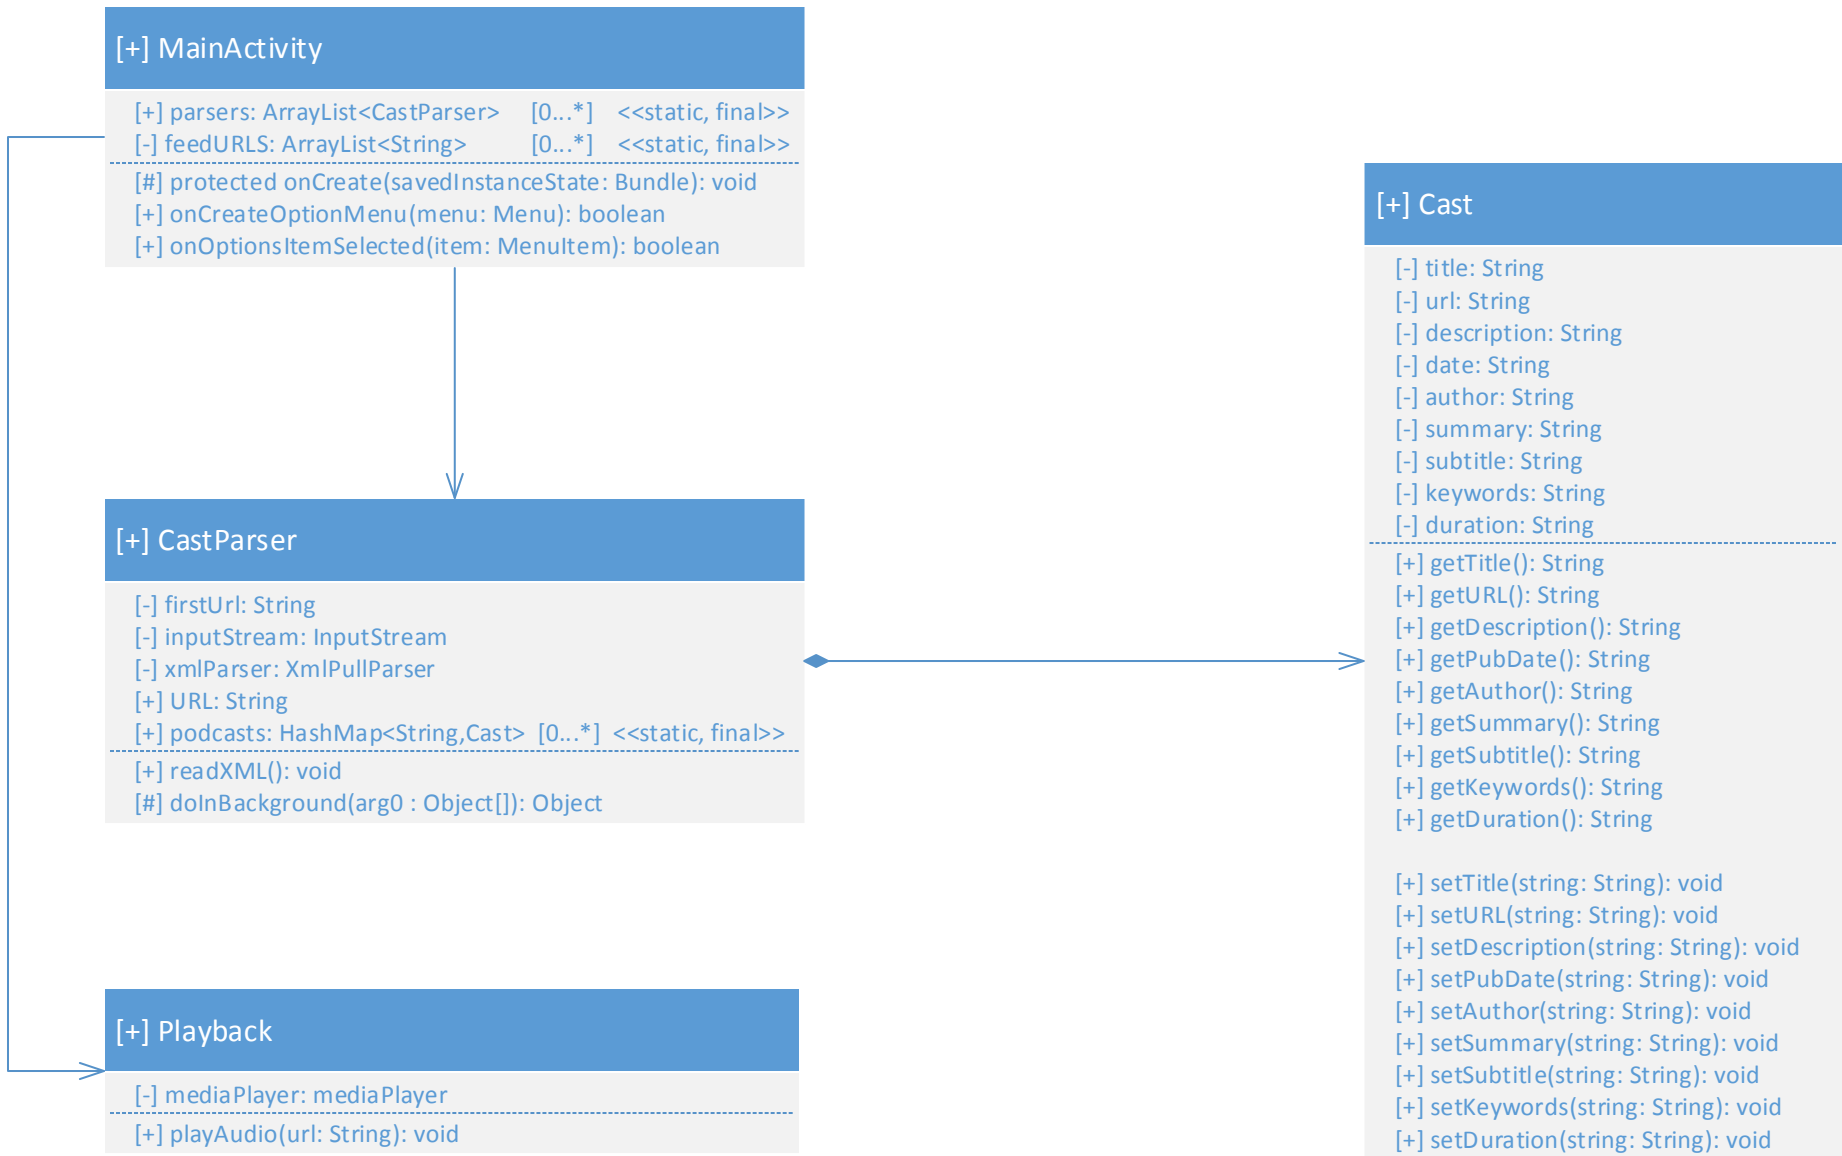 [+] MainActivity
[+] parsers: ArrayList<CastParser> [0...*] <<static, final>>
[-] feedURLS: ArrayList<String> [0...*] <<static, final>>
[#] protected onCreate(savedInstanceState: Bundle): void
[+] onCreateOptionMenu(menu: Menu): boolean
[+] onOptionsItemSelected(item: MenuItem): boolean
[+] CastParser
[-] firstUrl: String
[-] inputStream: InputStream
[-] xmlParser: XmlPullParser
[+] URL: String
[+] podcasts: HashMap<String,Cast> [0...*] <<static, final>>
[+] readXML(): void
[#] doInBackground(arg0 : Object[]): Object
[+] Playback
[-] mediaPlayer: mediaPlayer
[+] playAudio(url: String): void
[+] Cast
[-] title: String
[-] url: String
[-] description: String
[-] date: String
[-] author: String
[-] summary: String
[-] subtitle: String
[-] keywords: String
[-] duration: String
[+] getTitle(): String
[+] getURL(): String
[+] getDescription(): String
[+] getPubDate(): String
[+] getAuthor(): String
[+] getSummary(): String
[+] getSubtitle(): String
[+] getKeywords(): String
[+] getDuration(): String
[+] setTitle(string: String): void
[+] setURL(string: String): void
[+] setDescription(string: String): void
[+] setPubDate(string: String): void
[+] setAuthor(string: String): void
[+] setSummary(string: String): void
[+] setSubtitle(string: String): void
[+] setKeywords(string: String): void
[+] setDuration(string: String): void